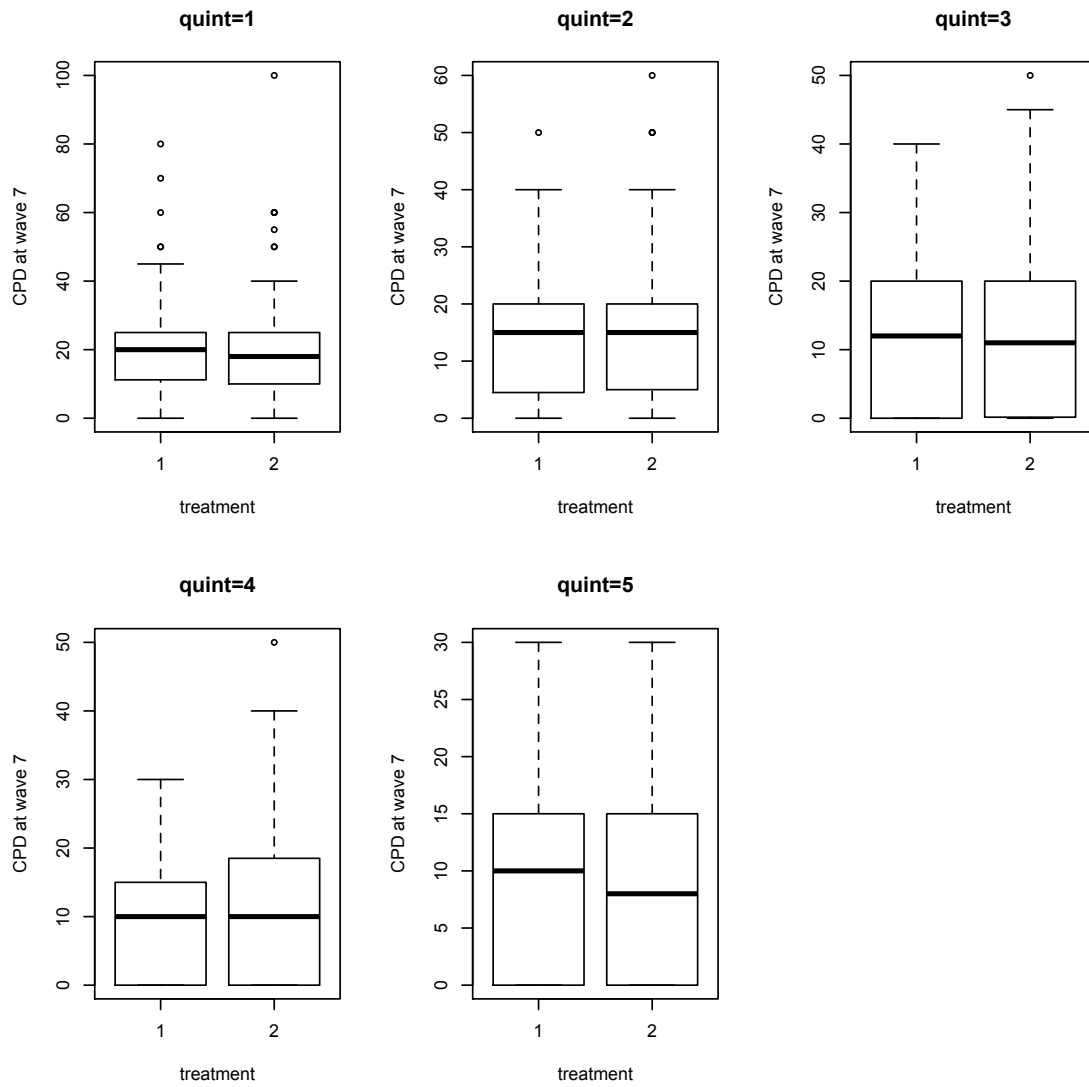 quint=1
CPD at wave 7
0 20 40 60 80 100
1 2
treatment
quint=2
CPD at wave 7
0 10 20 30 40 50 60
1 2
treatment
quint=3
CPD at wave 7
0 10 20 30 40 50
1 2
treatment
quint=4
CPD at wave 7
0 10 20 30 40 50
1 2
treatment
quint=5
CPD at wave 7
0 5 10 15 20 25 30
1 2
treatment